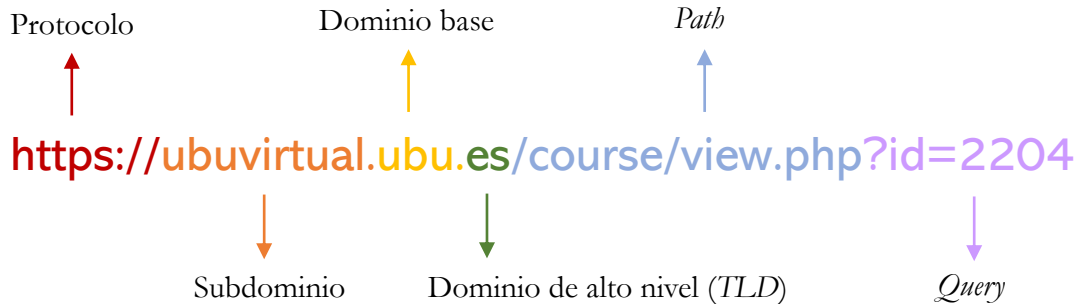 Protocolo Dominio base Path
https://ubuvirtual.ubu.es/course/view.php?id=2204
Subdominio Dominio de alto nivel (TLD) Query